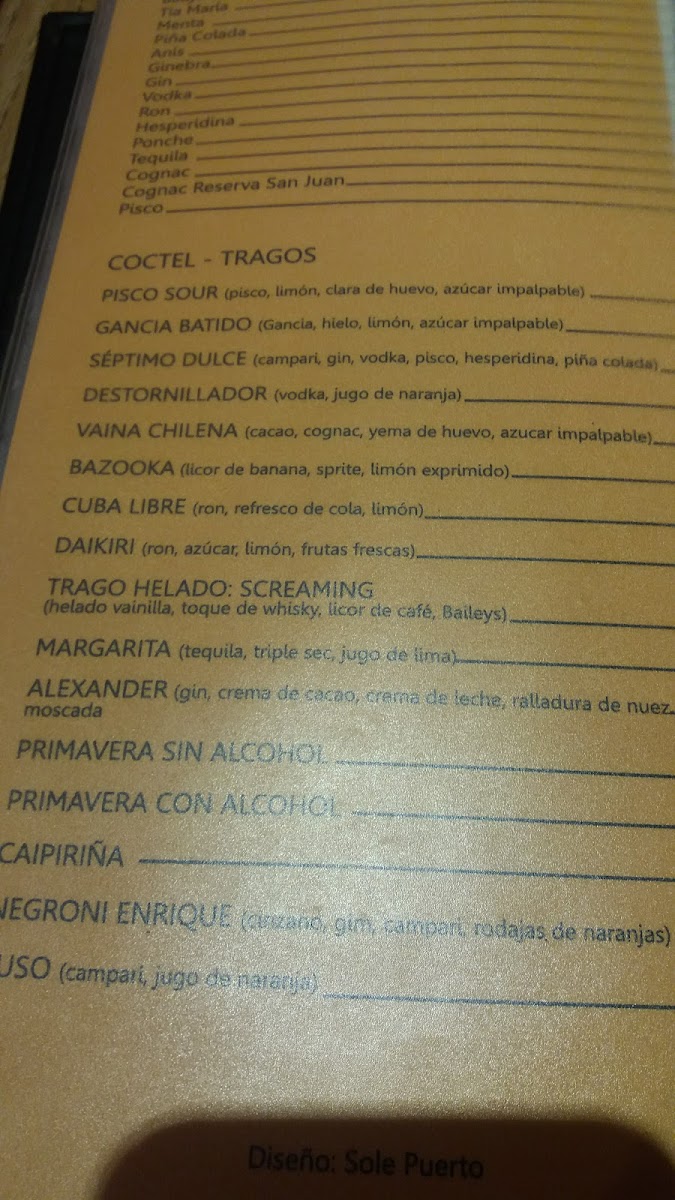 Tía María
Menta
Piña Colada
Anis
Ginebra
Gin
Vodka
Ron
Hesperidina
Ponche
Tequila
Cognac
Cognac Reserva San Juan
Pisco
COCTEL - TRAGOS
PISCO SOUR (pisco, limón, clara de huevo, azúcar impalpable)
GANCIA BATIDO (Gancia, hielo, limón, azúcar impalpable)
SÉPTIMO DULCE (campari, gin, vodka, pisco, hesperidina, piña colada)
DESTORNILLADOR (vodka, jugo de naranja)
VAINA CHILENA (cacao, cognac, yema de huevo, azucar impalpable)
BAZOOKA (licor de banana, sprite, limón exprimido)
CUBA LIBRE (ron, refresco de cola, limón)
DAIKIRI (ron, azúcar, limón, frutas frescas)
TRAGO HELADO: SCREAMING
(helado vainilla, toque de whisky, licor de café, Baileys)
MARGARITA (tequila, triple sec, jugo de lima)
ALEXANDER (gin, crema de cacao, crema de leche, ralladura de nuez
moscada
PRIMAVERA SIN ALCOHOL
PRIMAVERA CON ALCOHOL
CAIPIRIÑA
NEGRONI ENRIQUE (cinzano, gim, campari, rodajas de naranjas)
USO (campari, jugo de naranja)
Diseño: Sole Puerto